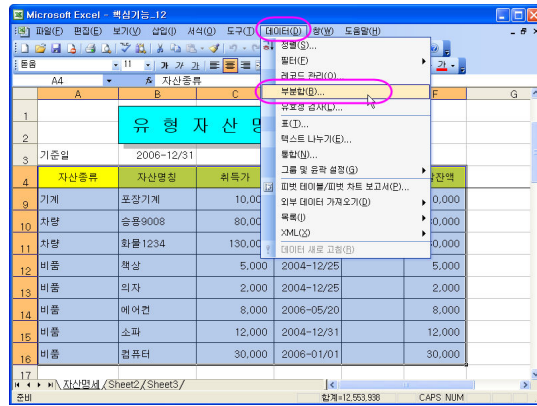 Microsoft Excel - 핵심기능_12
파일(F) 편집(E) 보기(V) 삽입(I) 서식(O) 도구(T) 데이터(D) 창(W) 도움말(H)
돋움 11 가 가 가 가
A4 fx 자산종류
정렬(S)...
필터(F)
레코드 관리(O)...
부분합(B)...
유효성 검사(L)...
표(T)...
텍스트 나누기(E)...
통합(N)...
그룹 및 윤곽 설정(G)
피벗 테이블/피벗 차트 보고서(P)...
외부 데이터 가져오기(D)
목록(I)
XML(X)
데이터 새로 고침(R)
A B C F G
1
2 유 형 자 산 명
3 기준일 2006-12/31
4 자산종류 자산명칭 취득가 잔액
9 기계 포장기계 10,00 0,000
10 차량 승용9008 80,00 0,000
11 차량 화물1234 130,00 0,000
12 비품 책상 5,000 2004-12/25 5,000
13 비품 의자 2,000 2004-12/25 2,000
14 비품 에어컨 8,000 2006-05/20 8,000
15 비품 소파 12,000 2004-12/31 12,000
16 비품 컴퓨터 30,000 2006-01/01 30,000
17
자산명세 Sheet2 Sheet3
준비 합계=12,553,938 CAPS NUM